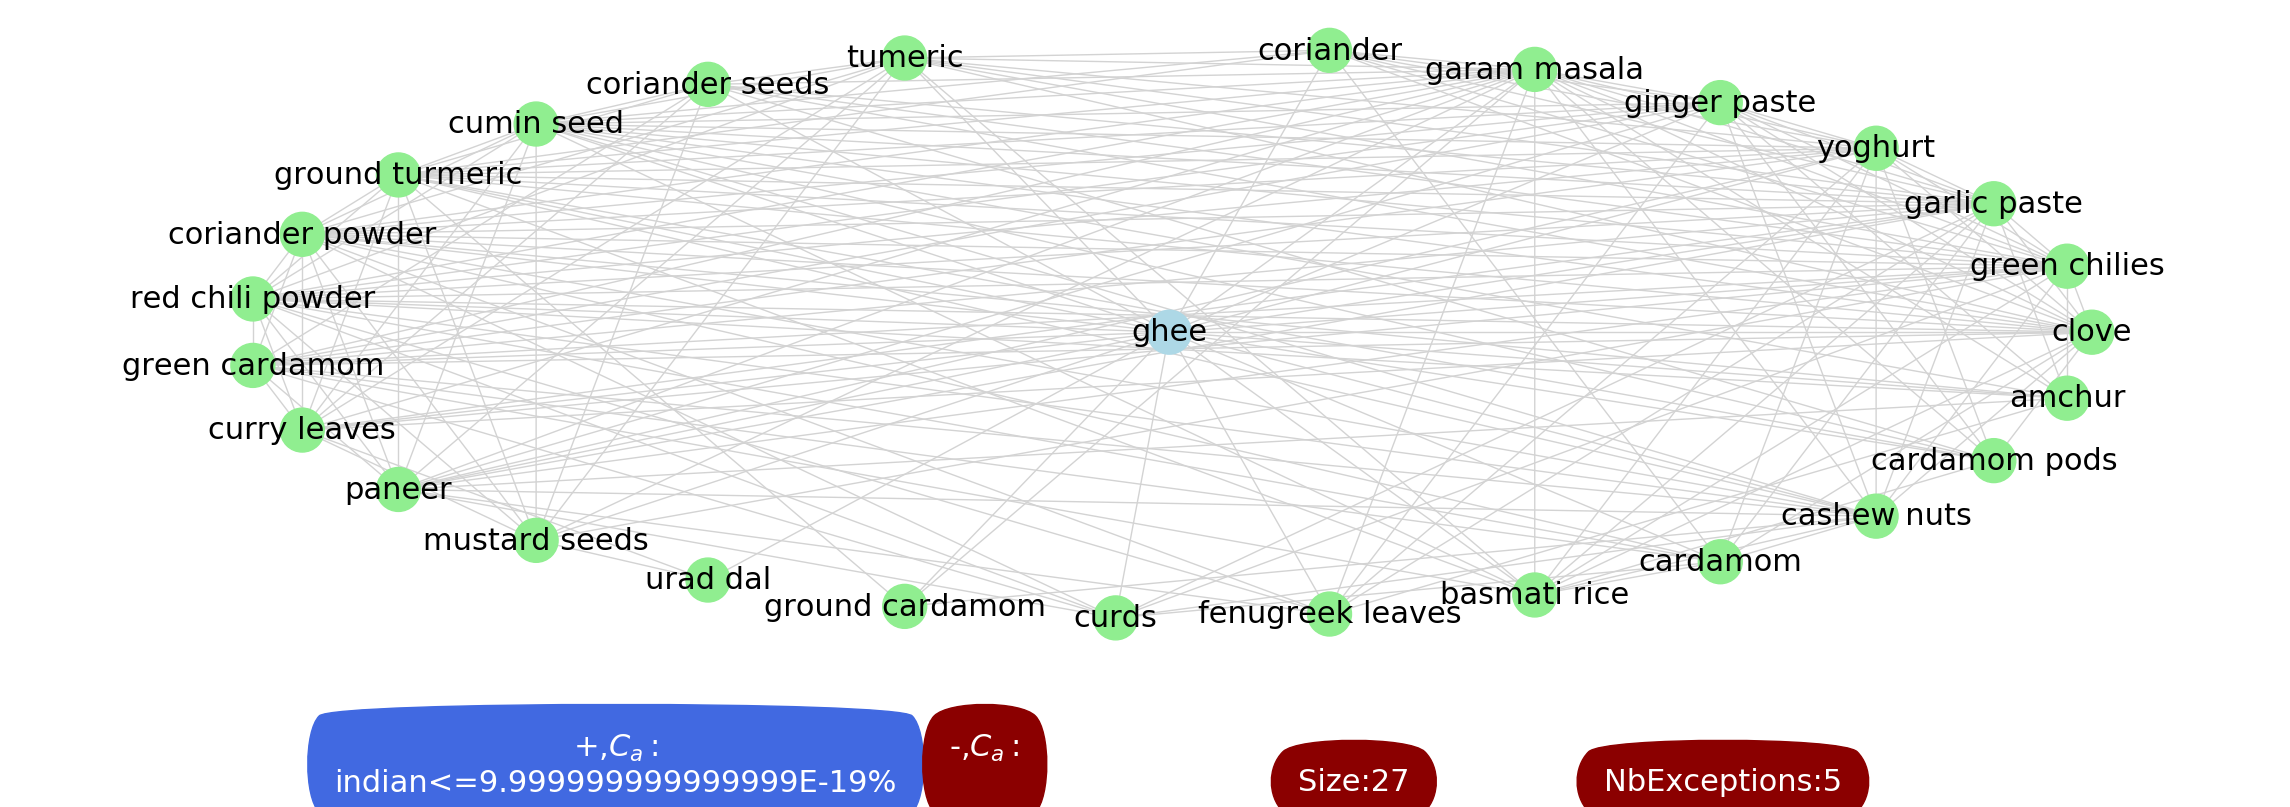 tumeric
coriander
garam masala
coriander seeds
ginger paste
cumin seed
yoghurt
ground turmeric
garlic paste
coriander powder
green chilies
red chili powder
ghee
clove
green cardamom
amchur
curry leaves
cardamom pods
paneer
cashew nuts
mustard seeds
cardamom
urad dal
basmati rice
ground cardamom
curds
fenugreek leaves
+,Ca :
indian<=9.999999999999999E-19%
-,Ca :
Size:27
NbExceptions:5